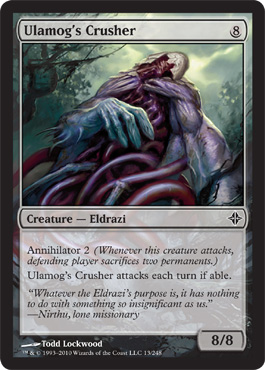 Ulamog's Crusher 8
Creature — Eldrazi
Annihilator 2 (Whenever this creature attacks,
defending player sacrifices two permanents.)
Ulamog's Crusher attacks each turn if able.
"Whatever the Eldrazi's purpose is, it has nothing
to do with something so insignificant as us."
—Nirthu, lone missionary
8/8
Todd Lockwood
™ & © 1993–2010 Wizards of the Coast LLC 13/248